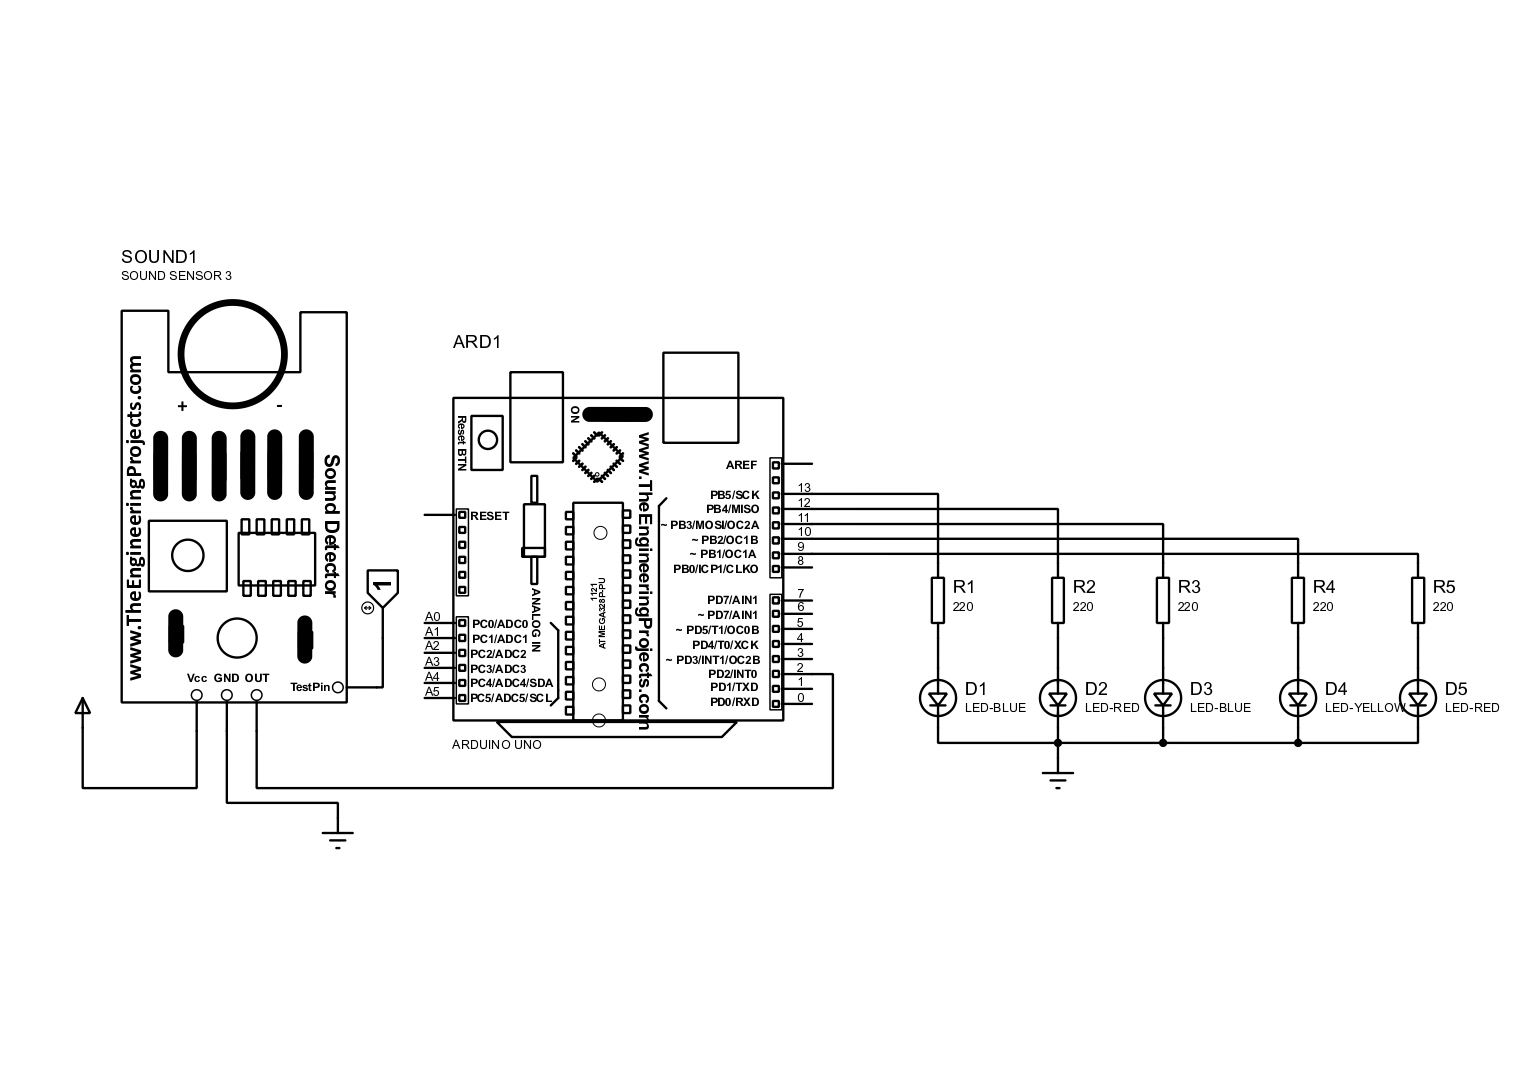 SOUND1
SOUND SENSOR 3
www.TheEngineeringProjects.com
+ -
Sound Detector
Vcc GND OUT
TestPin
1
ARD1
Reset BTN
ON
www.TheEngineeringProjects.com
RESET
ANALOG IN
1121
ATMEGA328P-PU
A0 PC0/ADC0
A1 PC1/ADC1
A2 PC2/ADC2
A3 PC3/ADC3
A4 PC4/ADC4/SDA
A5 PC5/ADC5/SCL
AREF
PB5/SCK 13
PB4/MISO 12
~ PB3/MOSI/OC2A 11
~ PB2/OC1B 10
~ PB1/OC1A 9
PB0/ICP1/CLKO 8
PD7/AIN1 7
~ PD7/AIN1 6
~ PD5/T1/OC0B 5
PD4/T0/XCK 4
~ PD3/INT1/OC2B 3
PD2/INT0 2
PD1/TXD 1
PD0/RXD 0
ARDUINO UNO
R1
220
R2
220
R3
220
R4
220
R5
220
D1
LED-BLUE
D2
LED-RED
D3
LED-BLUE
D4
LED-YELLOW
D5
LED-RED